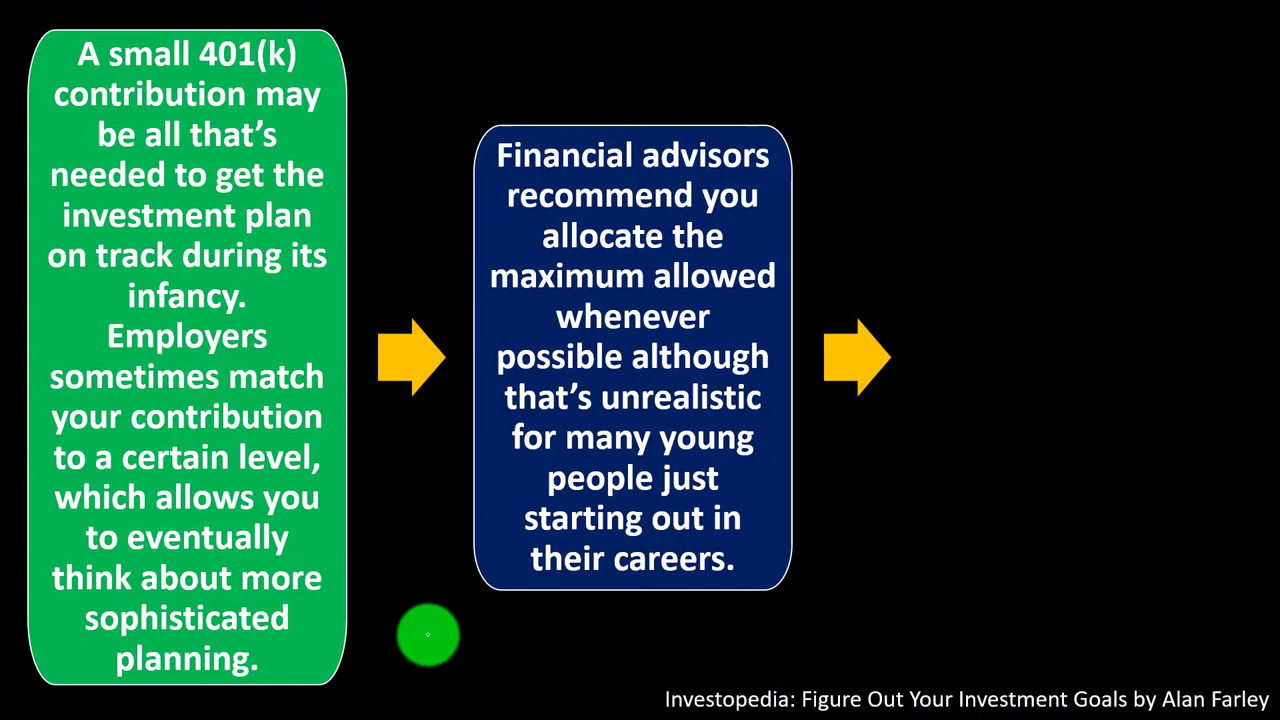 A small 401(k)
contribution may
be all that’s
needed to get the
investment plan
on track during its
infancy.
Employers
sometimes match
your contribution
to a certain level,
which allows you
to eventually
think about more
sophisticated
planning.
Financial advisors
recommend you
allocate the
maximum allowed
whenever
possible although
that’s unrealistic
for many young
people just
starting out in
their careers.
Investopedia: Figure Out Your Investment Goals by Alan Farley